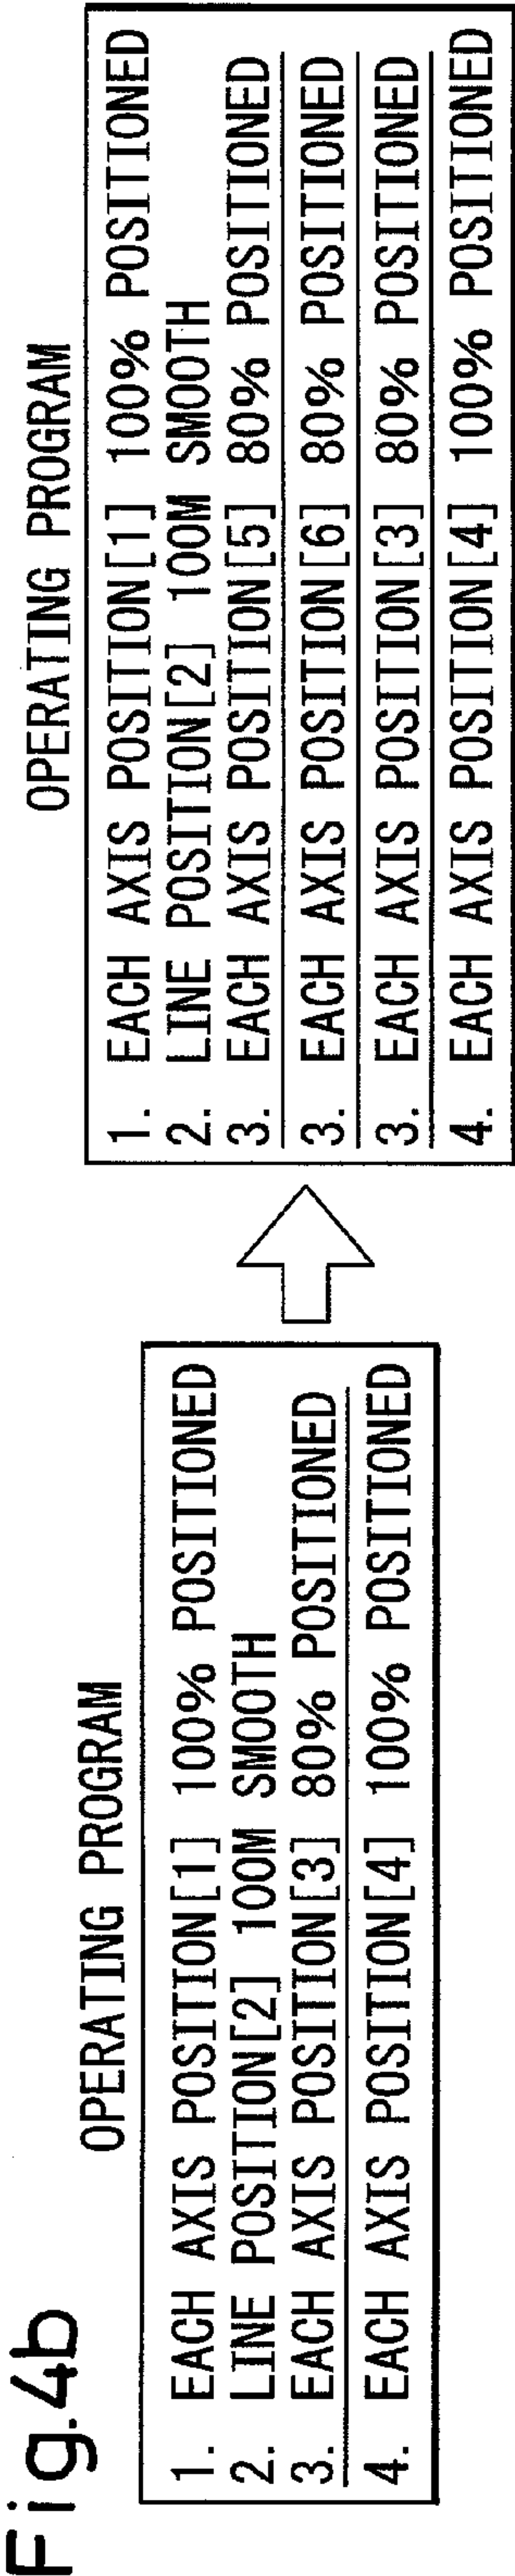 Fig.4b
OPERATING PROGRAM
1. EACH AXIS POSITION[1] 100% POSITIONED
2. LINE POSITION[2] 100M SMOOTH
3. EACH AXIS POSITION[3] 80% POSITIONED
4. EACH AXIS POSITION[4] 100% POSITIONED
OPERATING PROGRAM
1. EACH AXIS POSITION[1] 100% POSITIONED
2. LINE POSITION[2] 100M SMOOTH
3. EACH AXIS POSITION[5] 80% POSITIONED
3. EACH AXIS POSITION[6] 80% POSITIONED
3. EACH AXIS POSITION[3] 80% POSITIONED
4. EACH AXIS POSITION[4] 100% POSITIONED